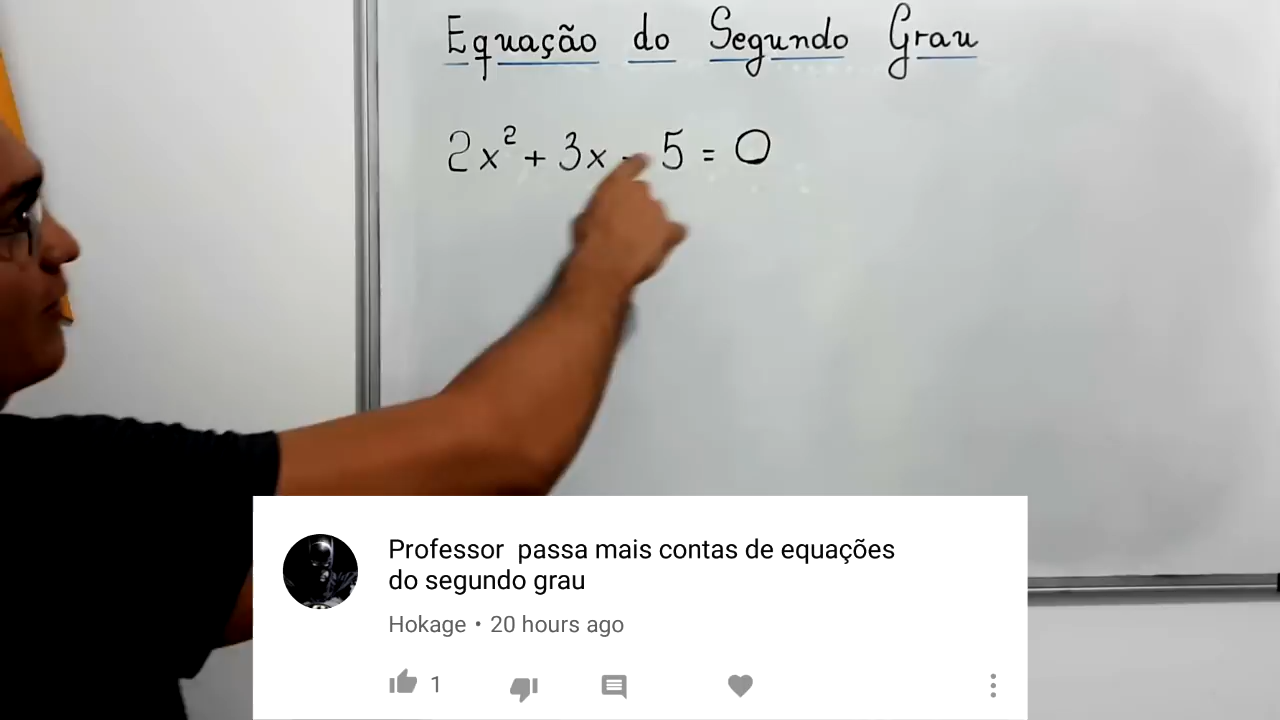 Equação do Segundo Grau
2x² + 3x - 5 = 0
Professor passa mais contas de equações
do segundo grau
Hokage • 20 hours ago
1